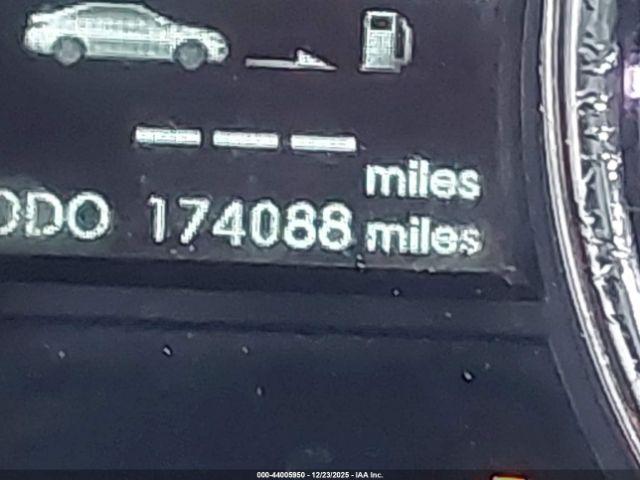 --- miles
ODO 174088 miles
000-44005950 - 12/23/2025 - IAA Inc.